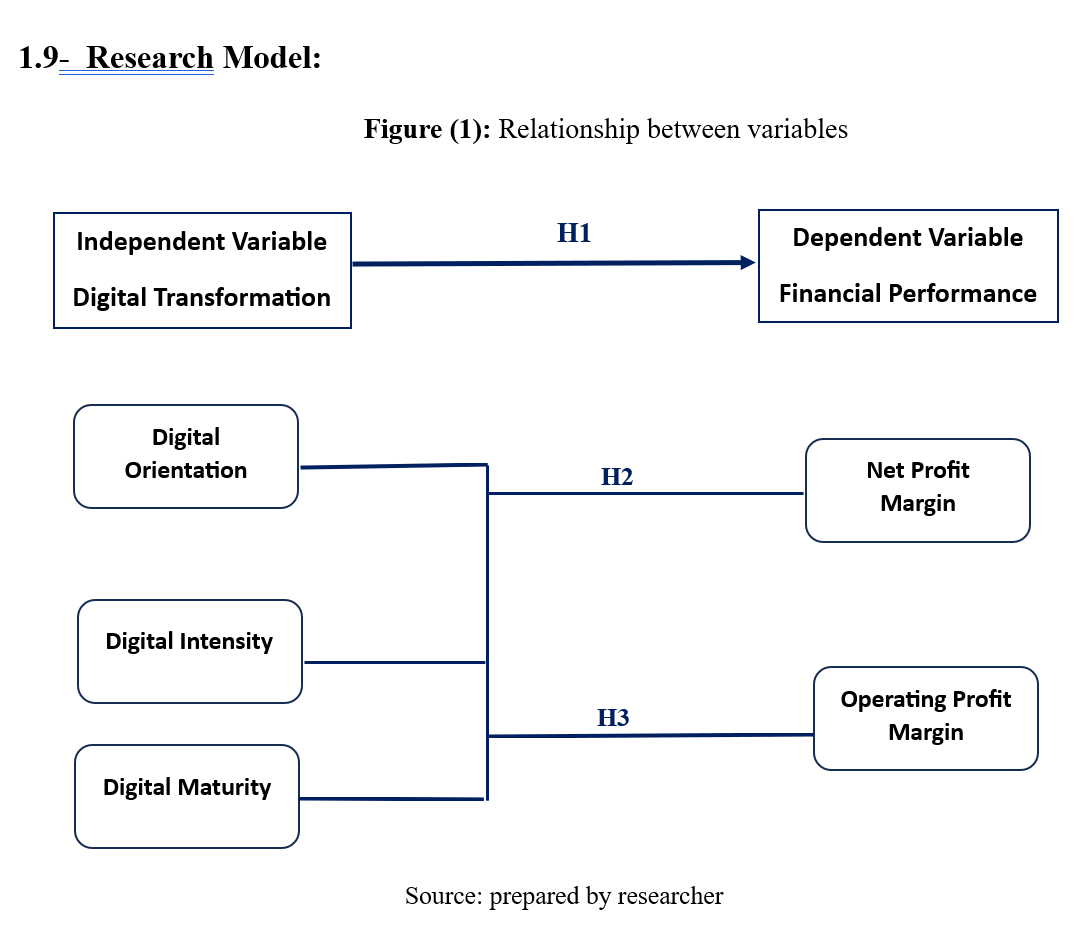 1.9-  Research Model:
Figure (1): Relationship between variables
Independent Variable
Digital Transformation
H1
Dependent Variable
Financial Performance
Digital
Orientation
H2
Net Profit
Margin
Digital Intensity
H3
Operating Profit
Margin
Digital Maturity
Source: prepared by researcher